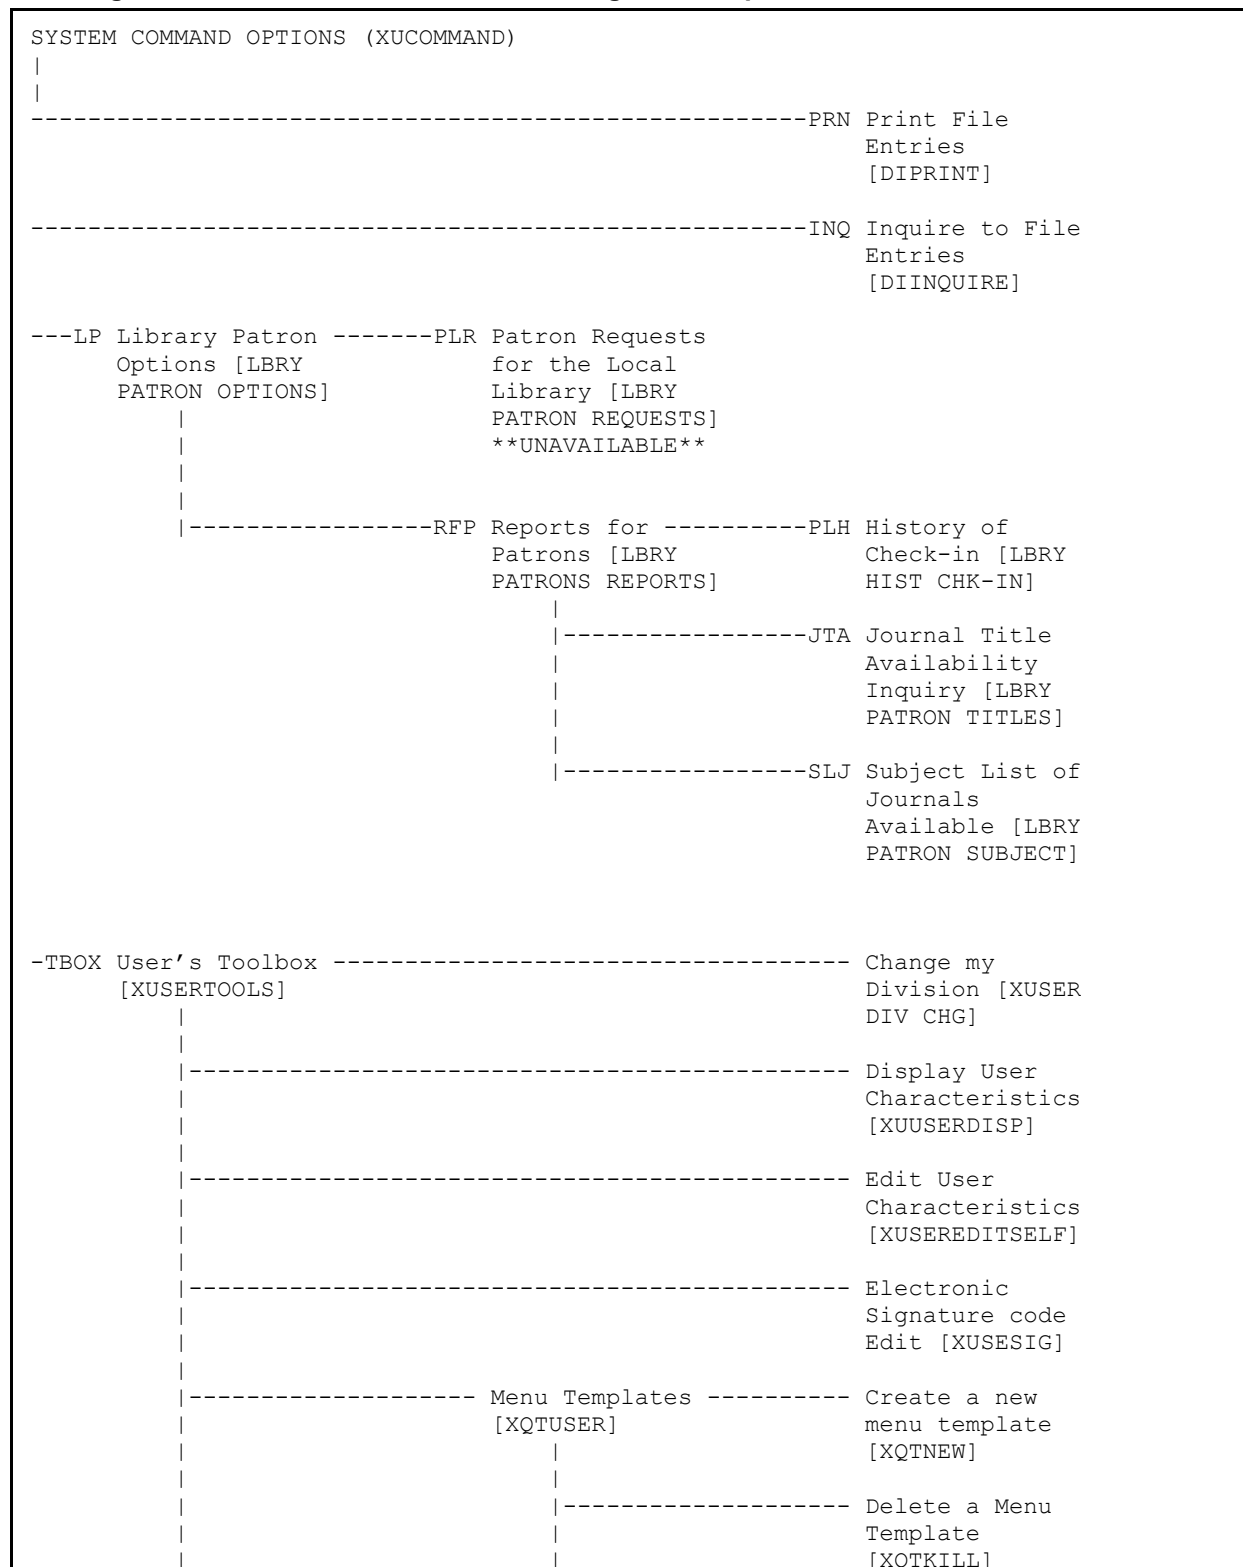 SYSTEM COMMAND OPTIONS (XUCOMMAND)
|
|
------------------------------------------------------PRN Print File
                                                          Entries
                                                          [DIPRINT]

------------------------------------------------------INQ Inquire to File
                                                          Entries
                                                          [DIINQUIRE]

---LP Library Patron -------PLR Patron Requests
      Options [LBRY             for the Local
      PATRON OPTIONS]           Library [LBRY
          |                     PATRON REQUESTS]
          |                     **UNAVAILABLE**
          |
          |
          |-----------------RFP Reports for ----------PLH History of
                                Patrons [LBRY             Check-in [LBRY
                                PATRONS REPORTS]          HIST CHK-IN]
                                    |
                                    |-----------------JTA Journal Title
                                    |                     Availability
                                    |                     Inquiry [LBRY
                                    |                     PATRON TITLES]
                                    |
                                    |-----------------SLJ Subject List of
                                                          Journals
                                                          Available [LBRY
                                                          PATRON SUBJECT]

-TBOX User’s Toolbox ------------------------------------ Change my
      [XUSERTOOLS]                                        Division [XUSER
          |                                               DIV CHG]
          |
          |---------------------------------------------- Display User
          |                                               Characteristics
          |                                               [XUUSERDISP]
          |
          |---------------------------------------------- Edit User
          |                                               Characteristics
          |                                               [XUSEREDITSELF]
          |
          |---------------------------------------------- Electronic
          |                                               Signature code
          |                                               Edit [XUSESIG]
          |
          |-------------------- Menu Templates ---------- Create a new
          |                     [XQTUSER]                 menu template
          |                         |                     [XQTNEW]
          |                         |
          |                         |-------------------- Delete a Menu
          |                         |                     Template
          |                         |                     [XQTKILL]